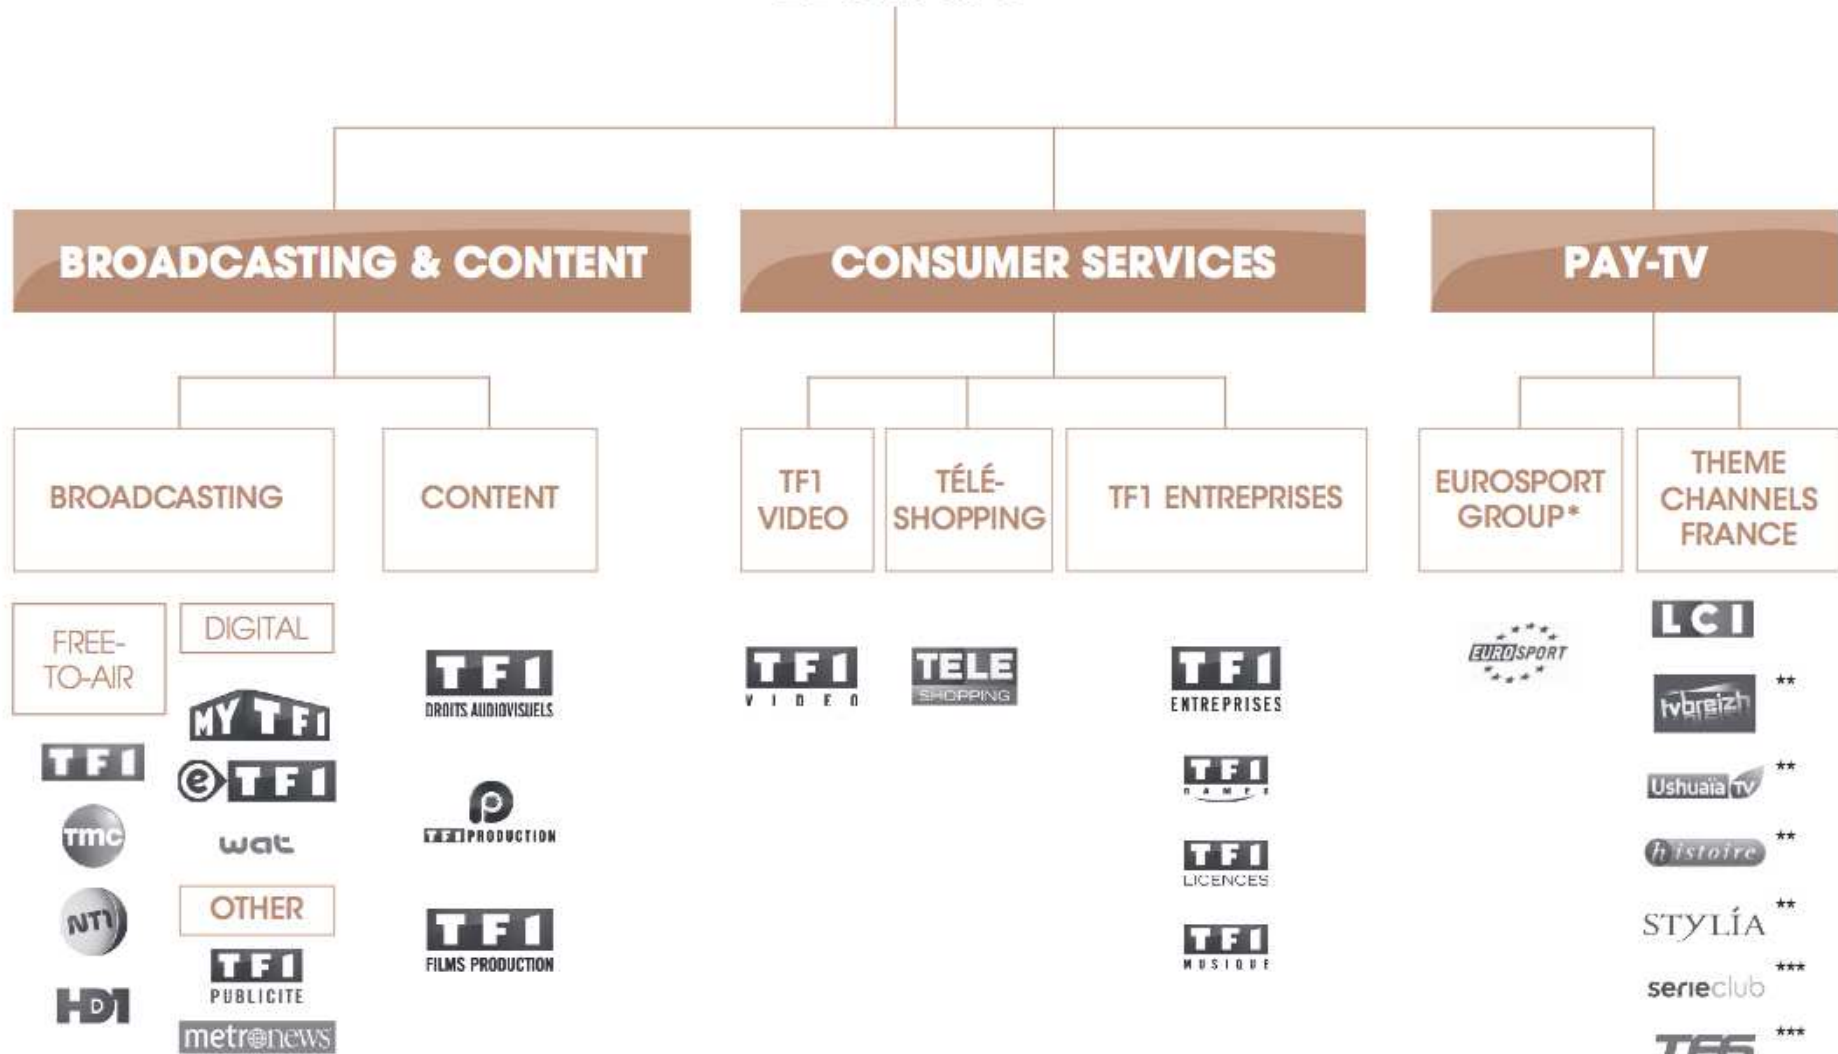 BROADCASTING & CONTENT
CONSUMER SERVICES
PAY-TV
BROADCASTING
CONTENT
TF1
VIDEO
TÉLÉ-
SHOPPING
TF1 ENTREPRISES
EUROSPORT
GROUP*
THEME
CHANNELS
FRANCE
FREE-
TO-AIR
TF1
TMC
NT1
HD1
DIGITAL
MYTF1
eTF1
wat
OTHER
TF1
PUBLICITE
metronews
TF1
DROITS AUDIOVISUELS
TF1 PRODUCTION
TF1
FILMS PRODUCTION
TF1
VIDEO
TELE
SHOPPING
TF1
ENTREPRISES
TF1
GAMES
TF1
LICENCES
TF1
MUSIQUE
EUROSPORT
LCI
tvbreizh **
Ushuaïa TV **
histoire **
STYLÍA **
serieclub ***
***